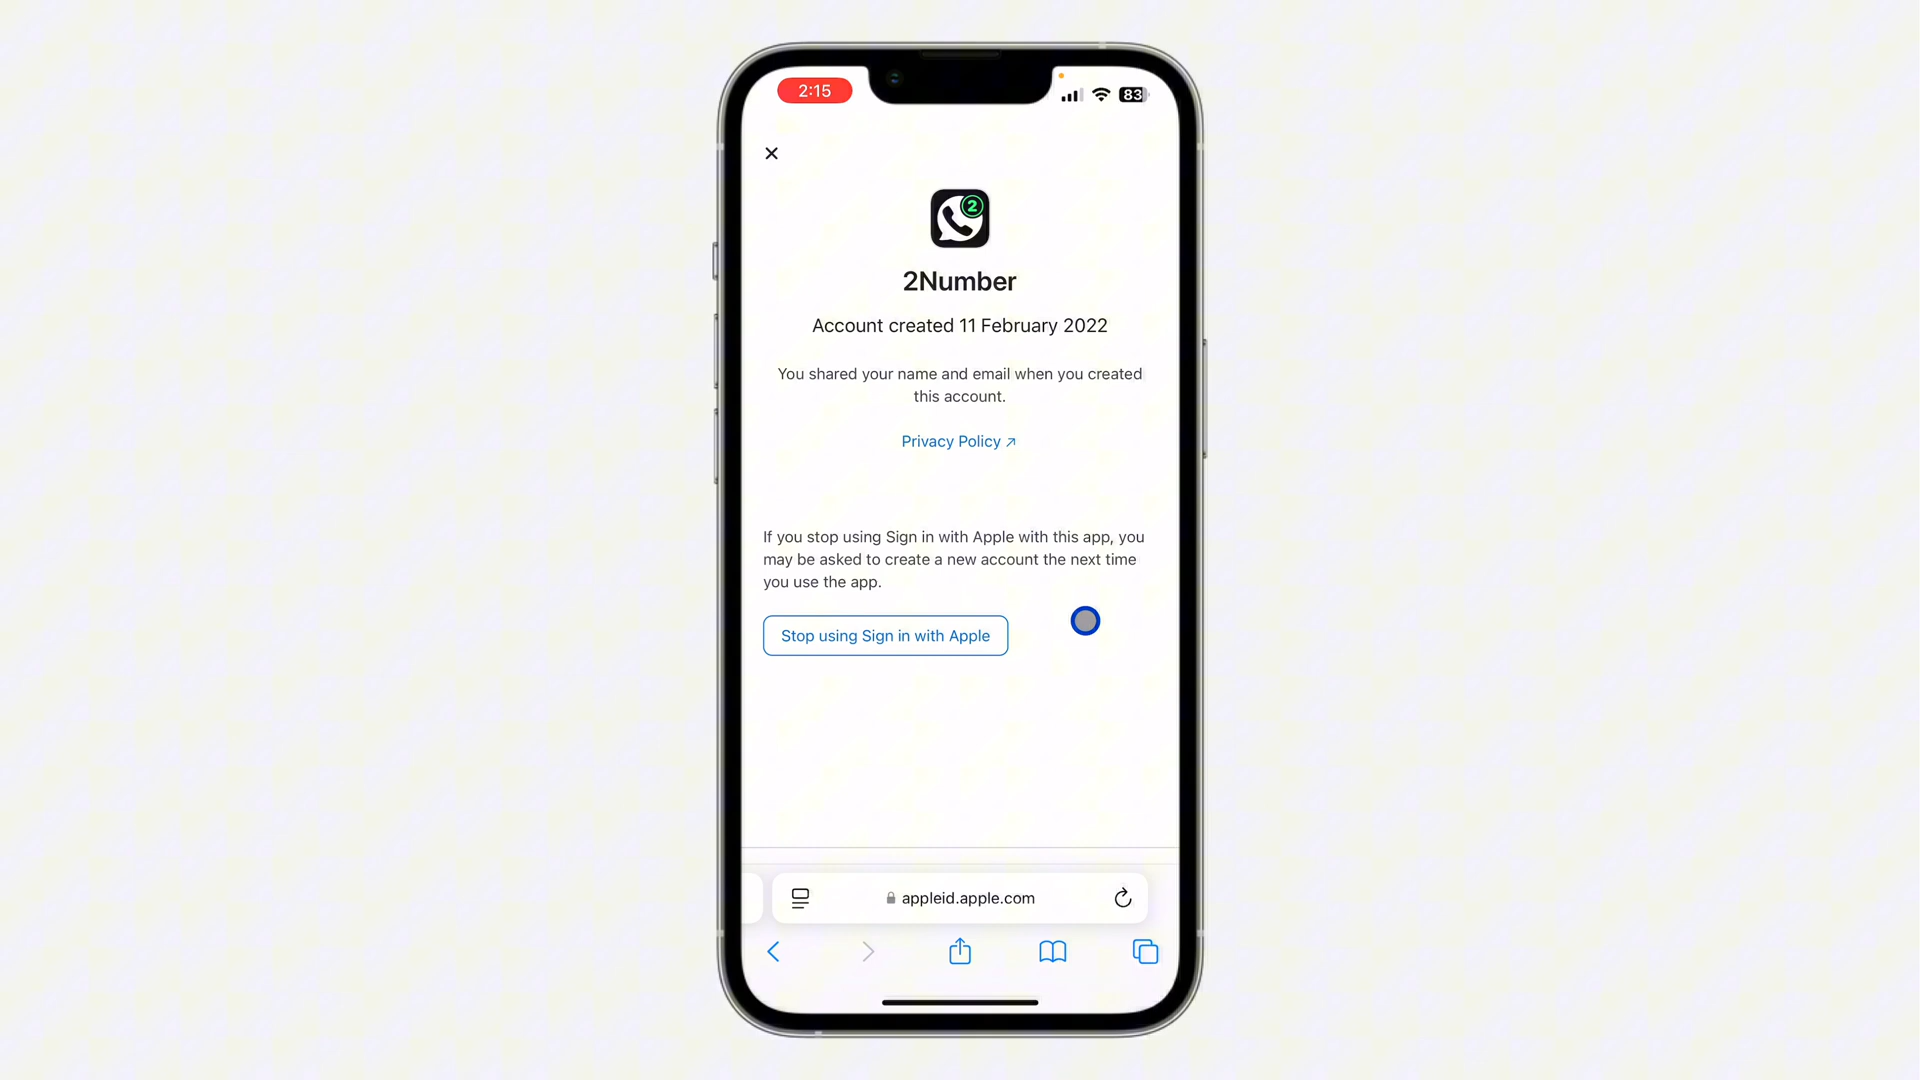 2:15
83
2
2Number
Account created 11 February 2022
You shared your name and email when you created
this account.
Privacy Policy ↗
If you stop using Sign in with Apple with this app, you
may be asked to create a new account the next time
you use the app.
Stop using Sign in with Apple
appleid.apple.com